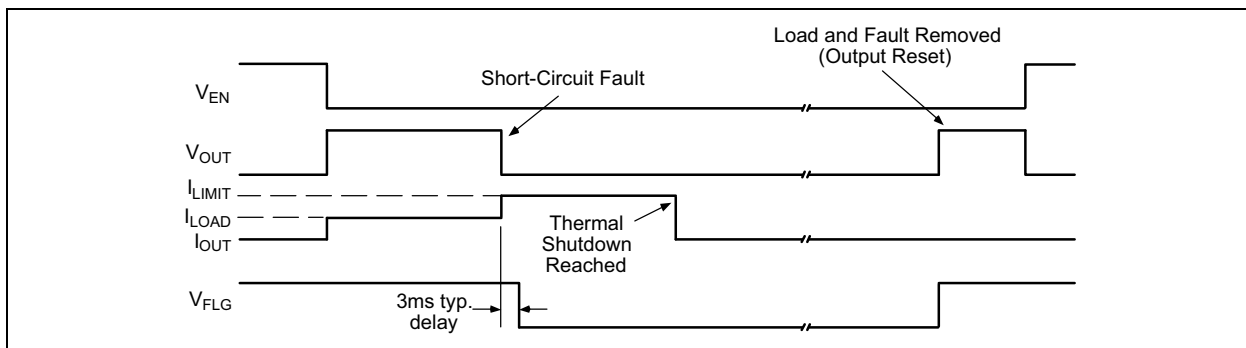 Load and Fault Removed
(Output Reset)
Short-Circuit Fault
VEN
VOUT
ILIMIT
ILOAD
IOUT
Thermal
Shutdown
Reached
VFLG
3ms typ.
delay